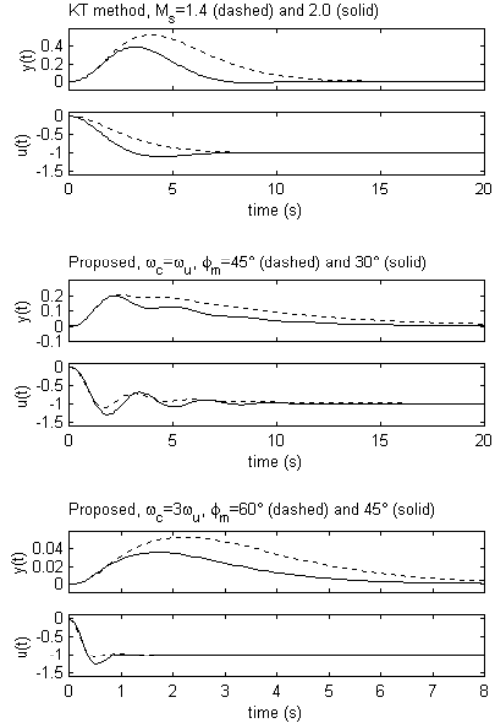 KT method, Mₛ=1.4 (dashed) and 2.0 (solid)
0.4
0.2
0
y(t)
0
-0.5
-1
-1.5
u(t)
0 5 10 15 20
time (s)
Proposed, ω_c=ω_u, ϕ_m=45° (dashed) and 30° (solid)
0.2
0.1
0
-0.1
y(t)
0
-0.5
-1
-1.5
u(t)
0 5 10 15 20
time (s)
Proposed, ω_c=3ω_u, ϕ_m=60° (dashed) and 45° (solid)
0.04
0.02
0
y(t)
0
-0.5
-1
-1.5
u(t)
0 1 2 3 4 5 6 7 8
time (s)